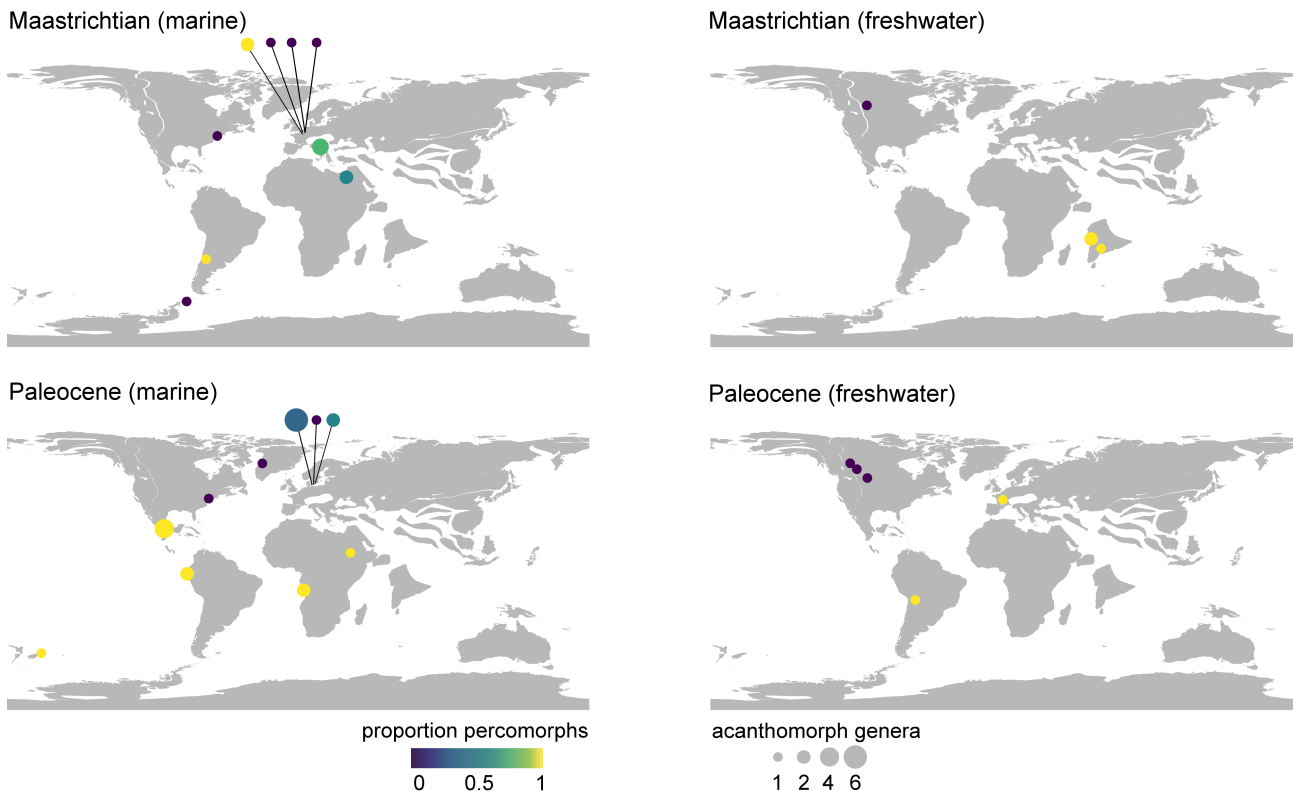 Maastrichtian (marine)
Maastrichtian (freshwater)
Paleocene (marine)
Paleocene (freshwater)
proportion percomorphs
0 0.5 1
acanthomorph genera
1 2 4 6